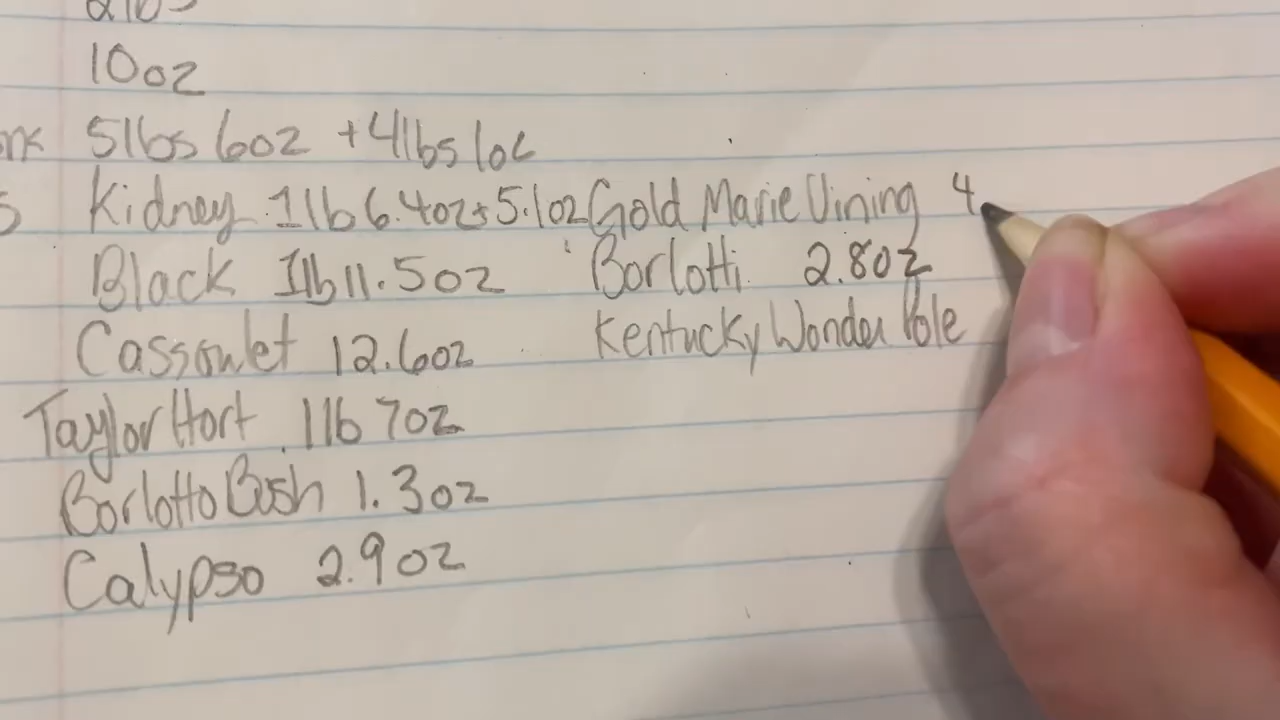 10oz
5lbs 6oz +4lbs 1oz
Kidney 1lb 6.4oz+5.1oz Gold Marie Vining 4
Black 1lb 11.5oz Borlotti 2.8oz
Cassoulet 12.6oz Kentucky Wonder Pole
Taylor Hort 1lb 7oz
Borlotto Bush 1.3oz
Calypso 2.9oz